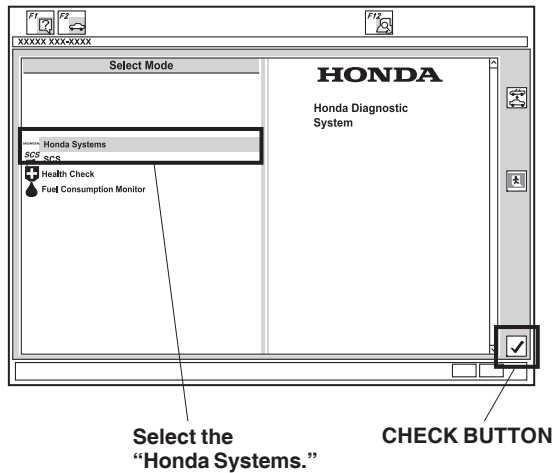 F1
F2
F12
XXXXX XXX-XXXX
Select Mode
HONDA
Honda Diagnostic
System
HONDA Honda Systems
SCS SCS
Health Check
Fuel Consumption Monitor
Select the
“Honda Systems.”
CHECK BUTTON